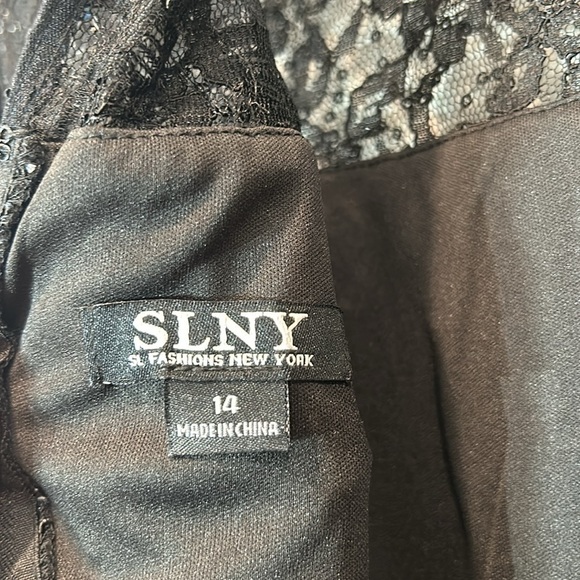 SLNY
SL FASHIONS NEW YORK
14
MADE IN CHINA